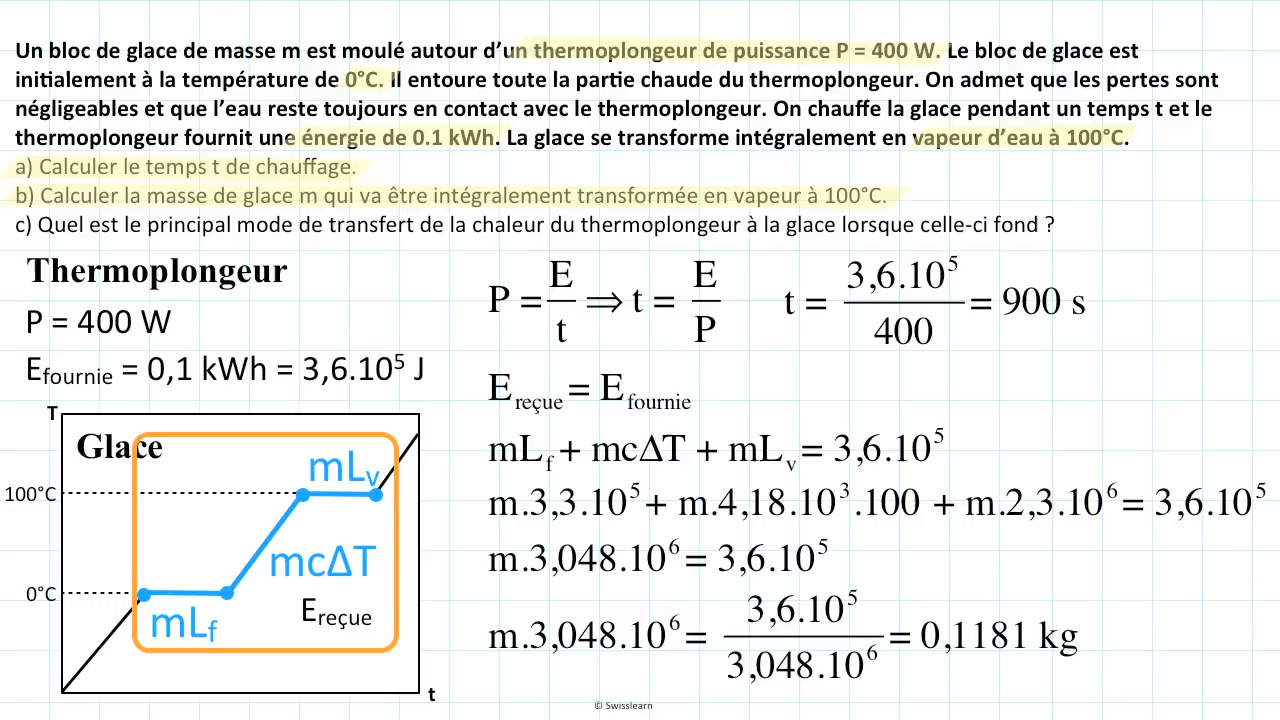 Un bloc de glace de masse m est moulé autour d'un thermoplongeur de puissance P = 400 W. Le bloc de glace est
initialement à la température de 0°C. Il entoure toute la partie chaude du thermoplongeur. On admet que les pertes sont
négligeables et que l'eau reste toujours en contact avec le thermoplongeur. On chauffe la glace pendant un temps t et le
thermoplongeur fournit une énergie de 0.1 kWh. La glace se transforme intégralement en vapeur d'eau à 100°C.
a) Calculer le temps t de chauffage.
b) Calculer la masse de glace m qui va être intégralement transformée en vapeur à 100°C.
c) Quel est le principal mode de transfert de la chaleur du thermoplongeur à la glace lorsque celle-ci fond ?
Thermoplongeur
P = 400 W
E fournie = 0,1 kWh = 3,6.10⁵ J
P = E/t ⇒ t = E/P
t = 3,6.10⁵/400 = 900 s
E reçue = E fournie
mL f + mcΔT + mL v = 3,6.10⁵
m.3,3.10⁵ + m.4,18.10³.100 + m.2,3.10⁶ = 3,6.10⁵
m.3,048.10⁶ = 3,6.10⁵
m.3,048.10⁶ = 3,6.10⁵/3,048.10⁶ = 0,1181 kg
T
Glace
mLv
100°C
mcΔT
0°C
E reçue
mLf
t
© Swisslearn